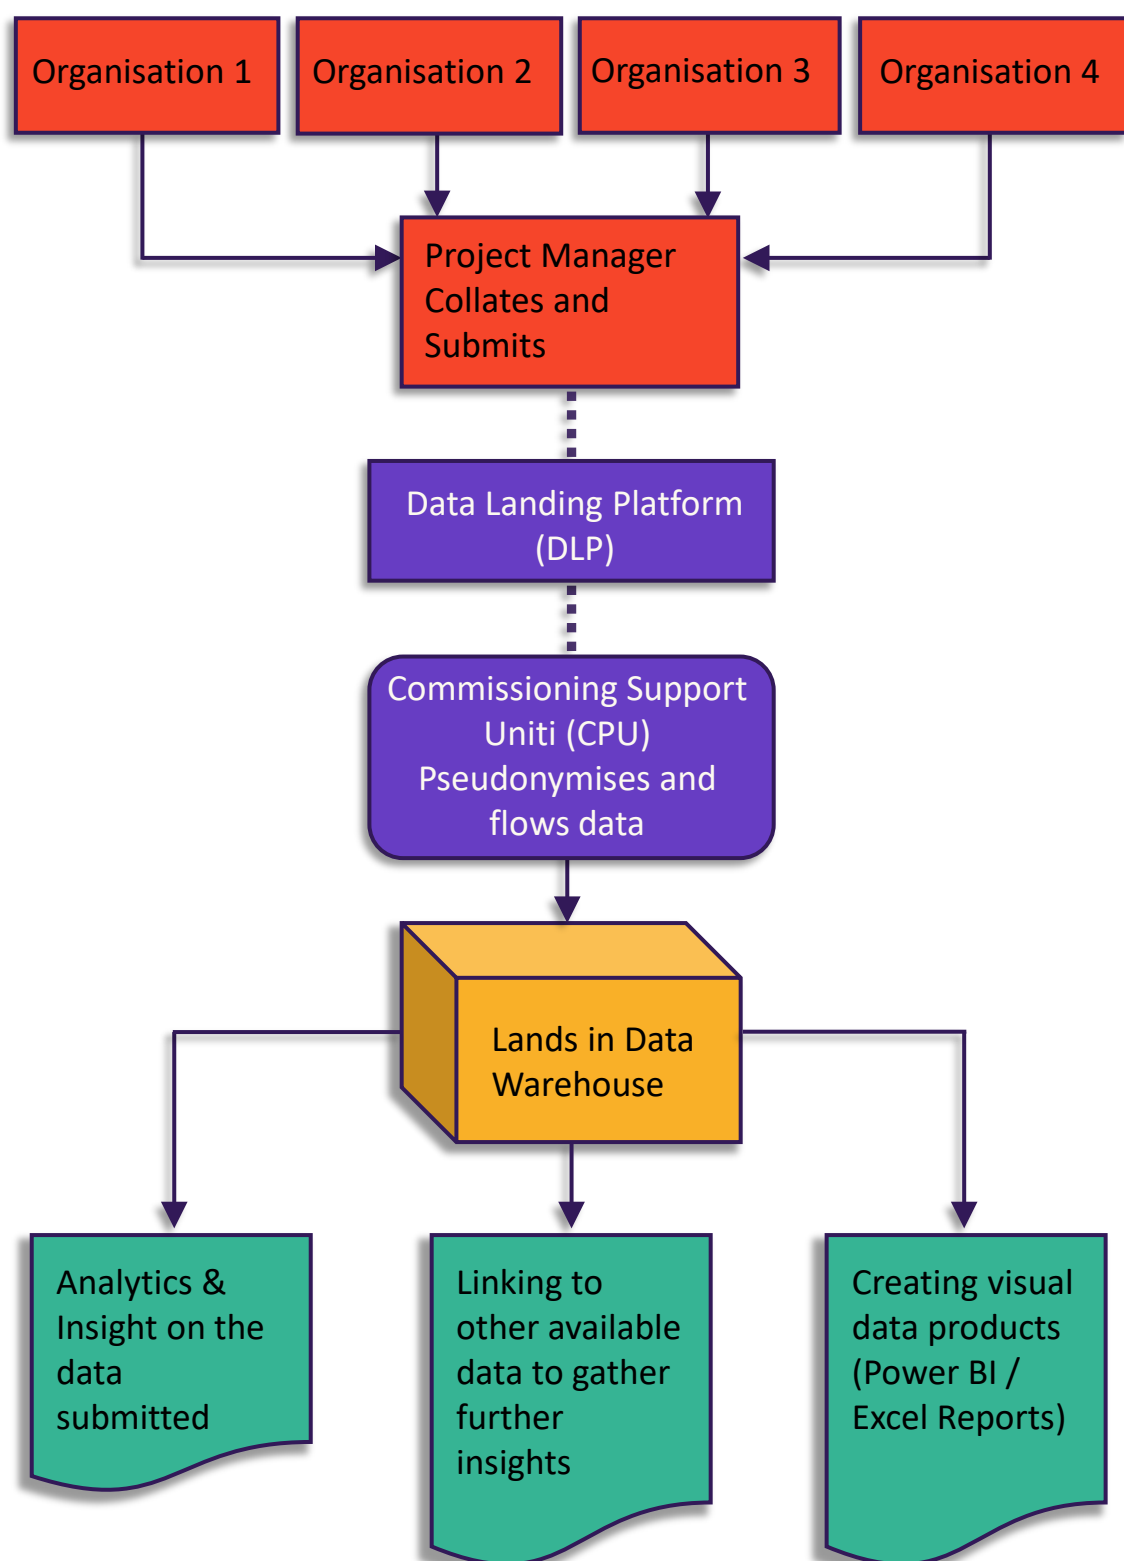 Organisation 1
Organisation 2
Organisation 3
Organisation 4
Project Manager
Collates and
Submits
Data Landing Platform
(DLP)
Commissioning Support
Uniti (CPU)
Pseudonymises and
flows data
Lands in Data
Warehouse
Analytics &
Insight on the
data
submitted
Linking to
other available
data to gather
further
insights
Creating visual
data products
(Power BI /
Excel Reports)